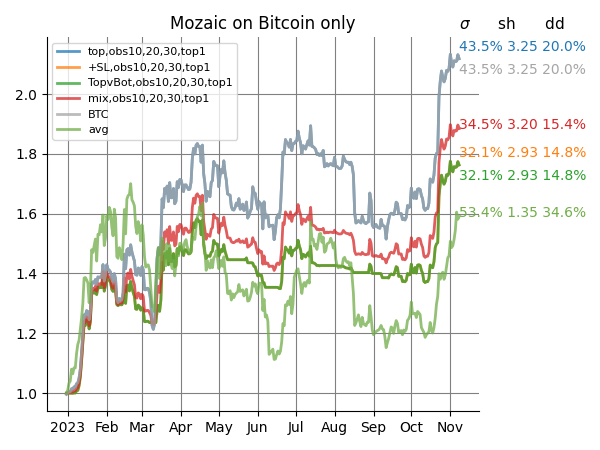 Mozaic on Bitcoin only
σ sh dd
top,obs10,20,30,top1
+SL,obs10,20,30,top1
TopvBot,obs10,20,30,top1
mix,obs10,20,30,top1
BTC
avg
43.5% 3.25 20.0%
43.5% 3.25 20.0%
34.5% 3.20 15.4%
32.1% 2.93 14.8%
32.1% 2.93 14.8%
53.4% 1.35 34.6%
2.0
1.8
1.6
1.4
1.2
1.0
2023 Feb Mar Apr May Jun Jul Aug Sep Oct Nov